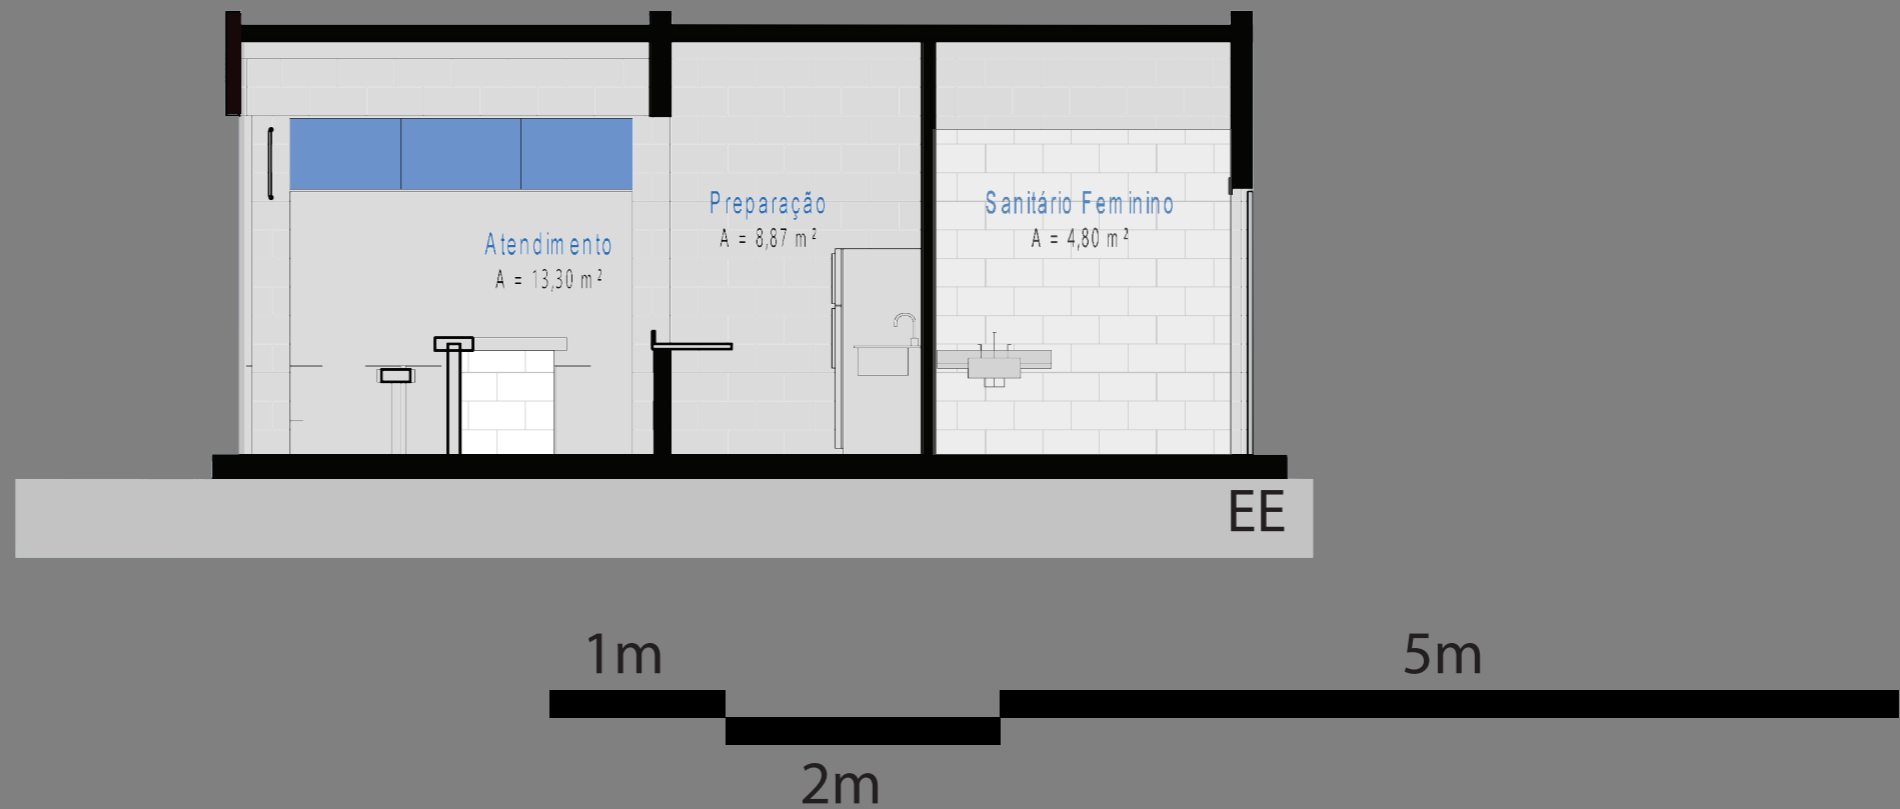 Preparação
A = 8,87 m²
Sanitário Feminino
A = 4,80 m²
Atendimento
A = 13,30 m²
EE
1m
5m
2m